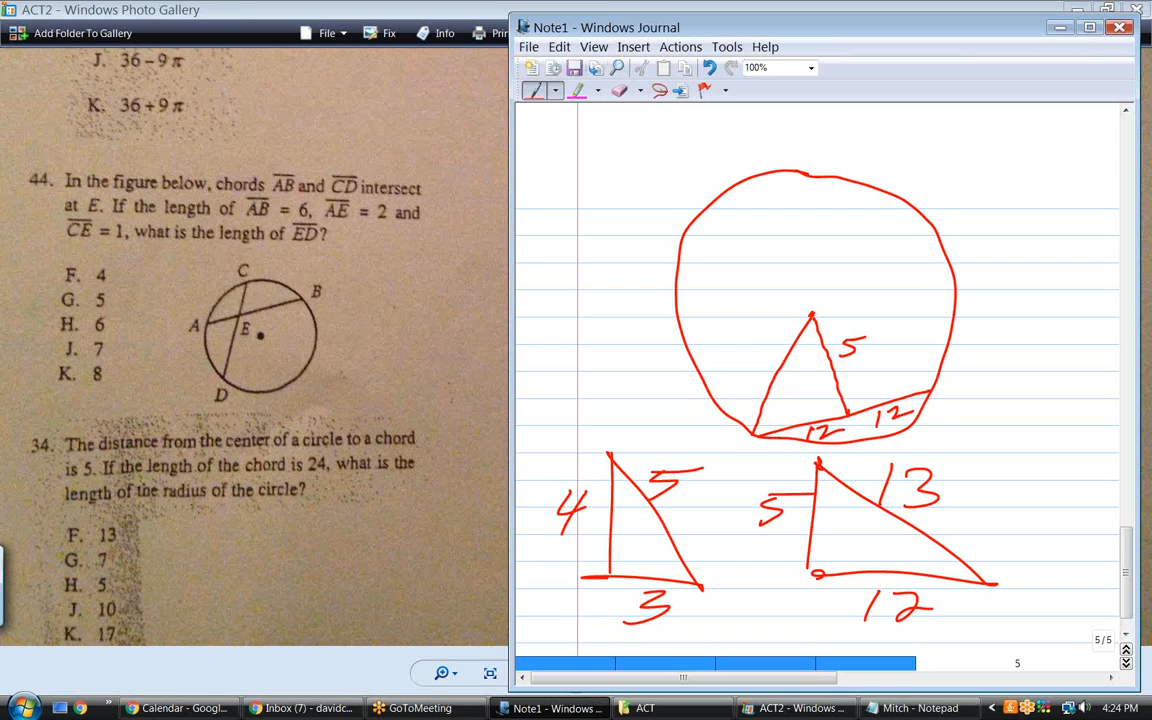 ACT2 - Windows Photo Gallery
Add Folder To Gallery
File
Fix
Info
J. 36 – 9 π
K. 36 + 9 π
44. In the figure below, chords AB and CD intersect
at E. If the length of AB = 6, AE = 2 and
CE = 1, what is the length of ED?
F. 4
G. 5
H. 6
J. 7
K. 8
C
B
A
E
D
34. The distance from the center of a circle to a chord
is 5. If the length of the chord is 24, what is the
length of the radius of the circle?
F. 13
G. 7
H. 5
J. 10
K. 17
Note1 - Windows Journal
File Edit View Insert Actions Tools Help
100%
5
12
12
4
5
3
5
13
12
5/5
5
Calendar - Googl...
Inbox (7) - davidc...
GoToMeeting
Note1 - Windows ...
ACT
ACT2 - Windows ...
Mitch - Notepad
4:24 PM